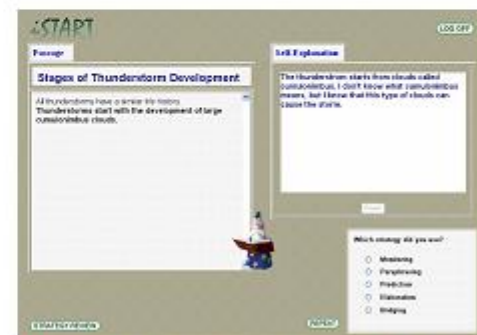 iSTART
LOG OFF
Passage
Self-Explanation
Stages of Thunderstorm Development
All thunderstorms have a similar life history.
Thunderstorms start with the development of large
cumulonimbus clouds.
The thunderstrom starts from clouds called
cumulonimbus. I don't know what cumulonimbus
means, but I know that this type of clouds can
cause the storm.
Which strategy did you use?
Monitoring
Paraphrasing
Prediction
Elaboration
Bridging
STRATEGY REVIEW
REPEAT